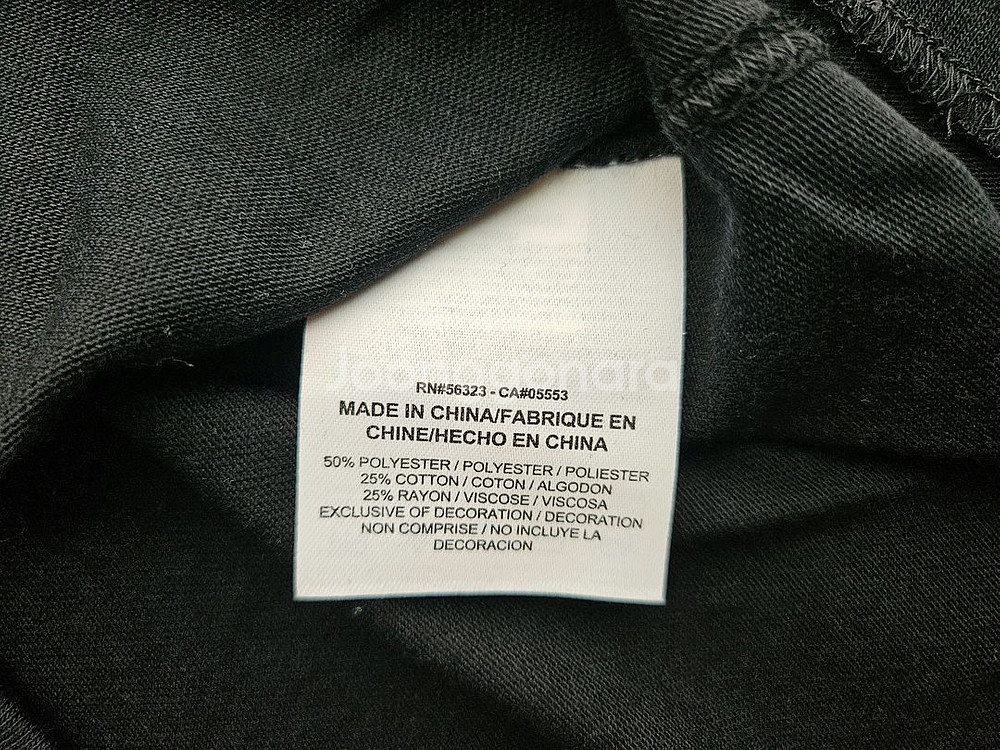 RN#56323 - CA#05553
MADE IN CHINA/FABRIQUE EN
CHINE/HECHO EN CHINA
50% POLYESTER / POLYESTER / POLIESTER
25% COTTON / COTON / ALGODON
25% RAYON / VISCOSE / VISCOSA
EXCLUSIVE OF DECORATION / DECORATION
NON COMPRISE / NO INCLUYE LA
DECORACION